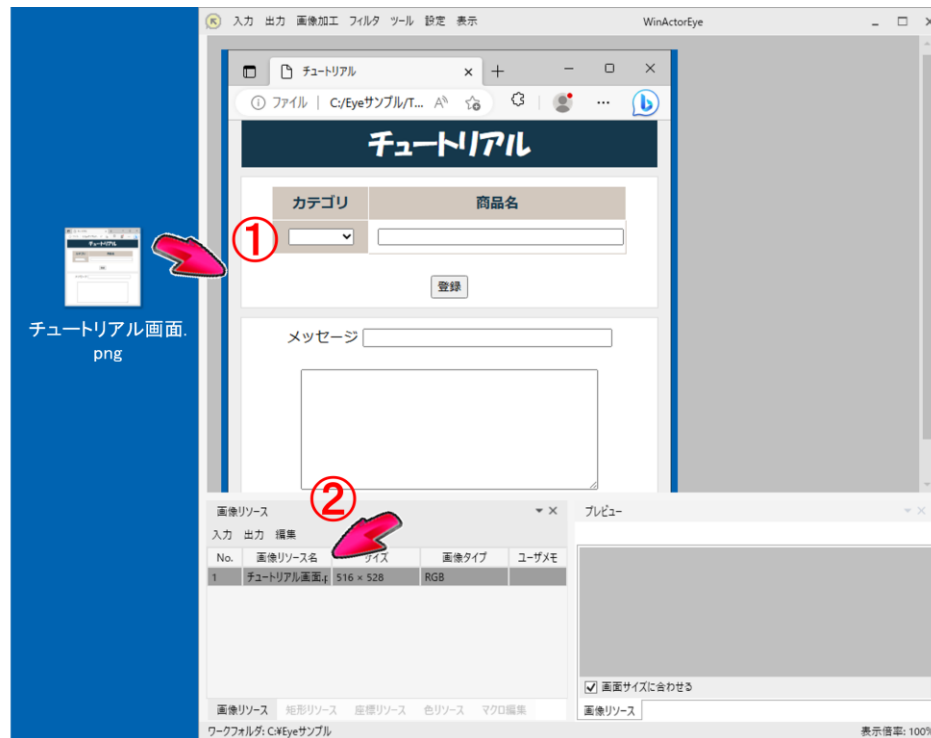 入力 出力 画像加工 フィルタ ツール 設定 表示 WinActorEye
チュートリアル
ファイル C:/Eyeサンプル/T...
チュートリアル
カテゴリ 商品名
①
登録
チュートリアル画面.
png
メッセージ
②
画像リソース プレビュー
入力 出力 編集
No. 画像リソース名 サイズ 画像タイプ ユーザメモ
1 チュートリアル画面.p 516 × 528 RGB
画面サイズに合わせる
画像リソース 矩形リソース 座標リソース 色リソース マクロ編集 画像リソース
ワークフォルダ: C:¥Eyeサンプル 表示倍率: 100%